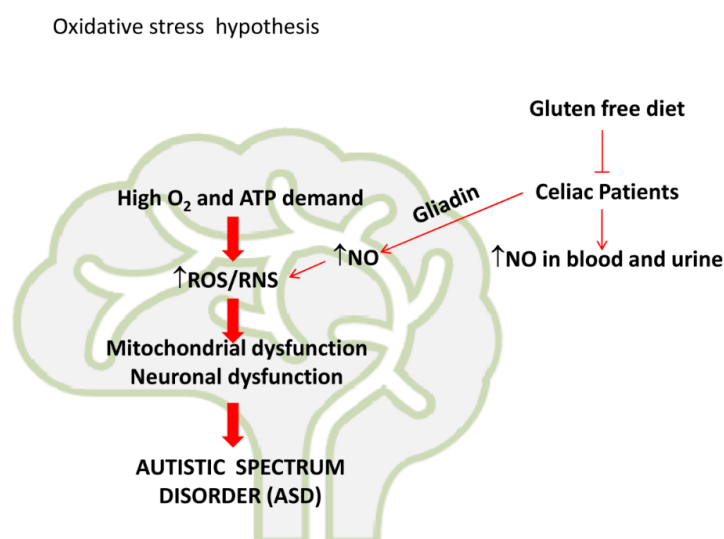 Oxidative stress hypothesis
Gluten free diet
High O₂ and ATP demand
Gliadin
Celiac Patients
↑NO
↑NO in blood and urine
↑ROS/RNS
Mitochondrial dysfunction
Neuronal dysfunction
AUTISTIC SPECTRUM
DISORDER (ASD)